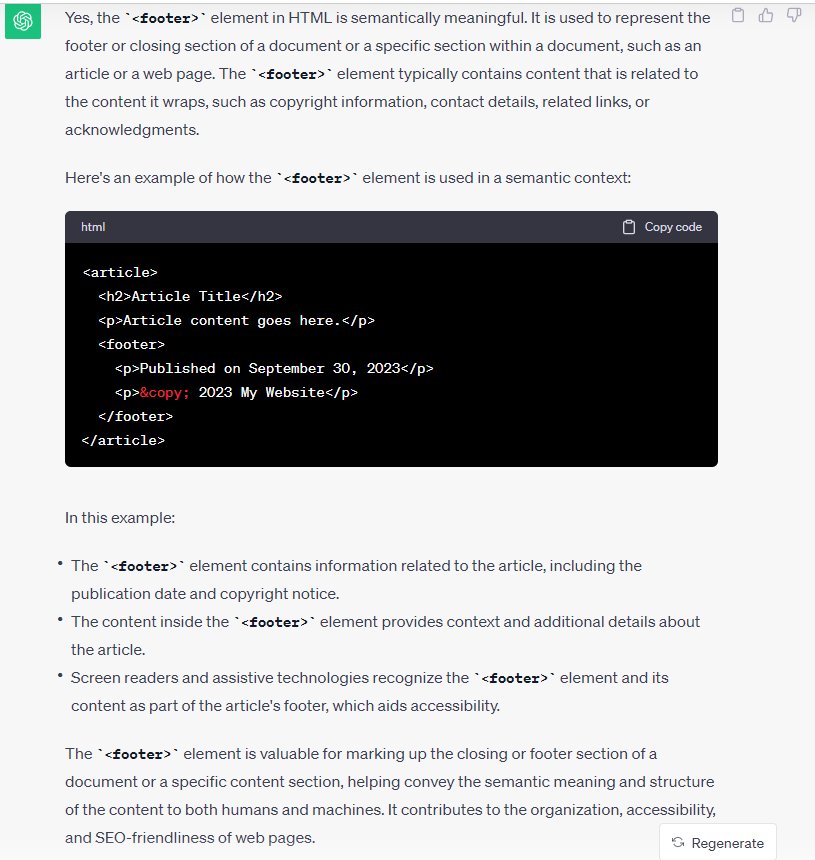 Yes, the `<footer>` element in HTML is semantically meaningful. It is used to represent the
footer or closing section of a document or a specific section within a document, such as an
article or a web page. The `<footer>` element typically contains content that is related to
the content it wraps, such as copyright information, contact details, related links, or
acknowledgments.
Here's an example of how the `<footer>` element is used in a semantic context:
html Copy code
<article>
  <h2>Article Title</h2>
  <p>Article content goes here.</p>
  <footer>
    <p>Published on September 30, 2023</p>
    <p>&copy; 2023 My Website</p>
  </footer>
</article>
In this example:
• The `<footer>` element contains information related to the article, including the
publication date and copyright notice.
• The content inside the `<footer>` element provides context and additional details about
the article.
• Screen readers and assistive technologies recognize the `<footer>` element and its
content as part of the article's footer, which aids accessibility.
The `<footer>` element is valuable for marking up the closing or footer section of a
document or a specific content section, helping convey the semantic meaning and structure
of the content to both humans and machines. It contributes to the organization, accessibility,
and SEO-friendliness of web pages.
Regenerate